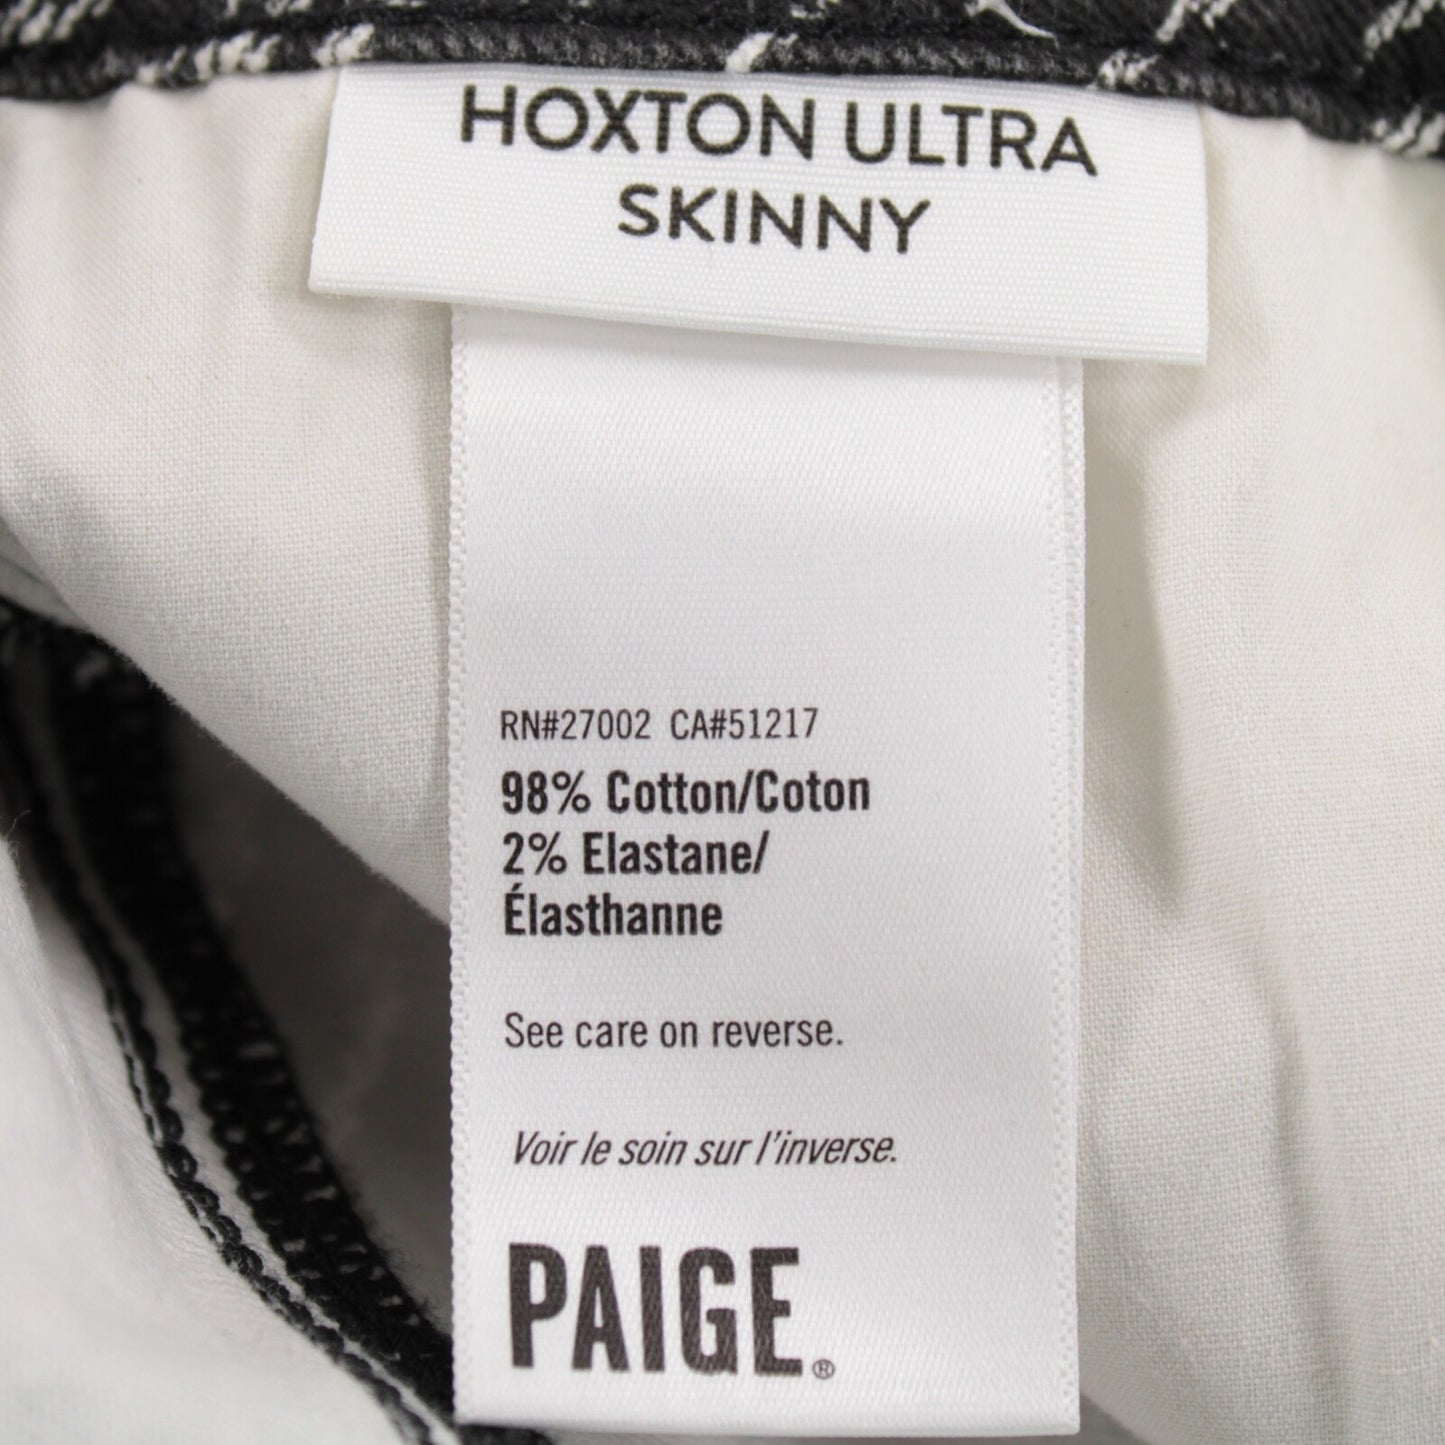 HOXTON ULTRA
SKINNY
RN#27002 CA#51217
98% Cotton/Coton
2% Elastane/
Élasthanne
See care on reverse.
Voir le soin sur l'inverse.
PAIGE®